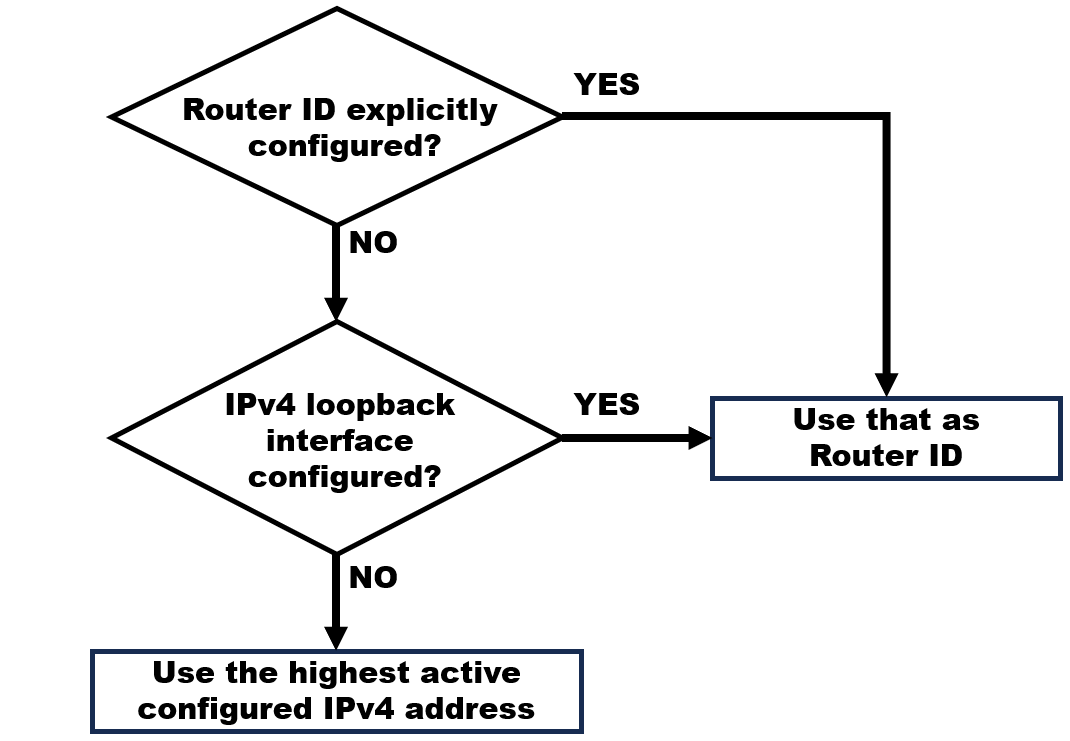 Router ID explicitly
configured?
YES
NO
IPv4 loopback
interface
configured?
YES
Use that as
Router ID
NO
Use the highest active
configured IPv4 address